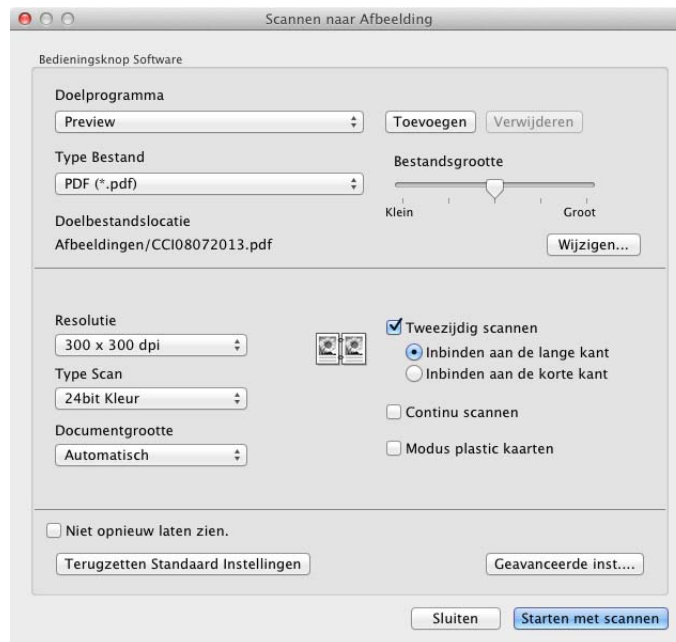 Scannen naar Afbeelding
Bedieningsknop Software
Doelprogramma
Preview
Toevoegen
Verwijderen
Type Bestand
PDF (*.pdf)
Bestandsgrootte
Klein
Groot
Doelbestandslocatie
Afbeeldingen/CCI08072013.pdf
Wijzigen...
Resolutie
300 x 300 dpi
Type Scan
24bit Kleur
Documentgrootte
Automatisch
Tweezijdig scannen
Inbinden aan de lange kant
Inbinden aan de korte kant
Continu scannen
Modus plastic kaarten
Niet opnieuw laten zien.
Terugzetten Standaard Instellingen
Geavanceerde inst....
Sluiten
Starten met scannen